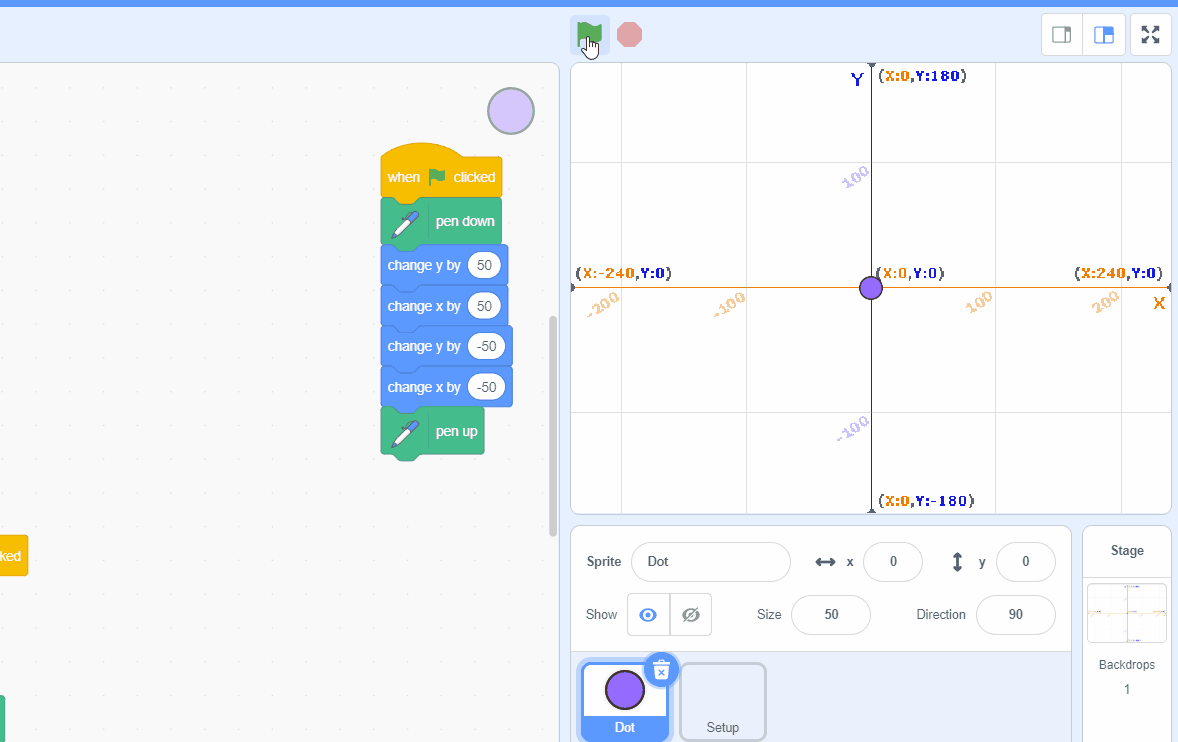 when clicked
pen down
change y by 50
change x by 50
change y by -50
change x by -50
pen up
ked
Y (X:0,Y:180)
100
(X:-240,Y:0) (X:0,Y:0) (X:240,Y:0)
-200 -100 100 200 X
-100
(X:0,Y:-180)
Sprite Dot x 0 y 0
Show Size 50 Direction 90
Dot
Setup
Stage
Backdrops
1